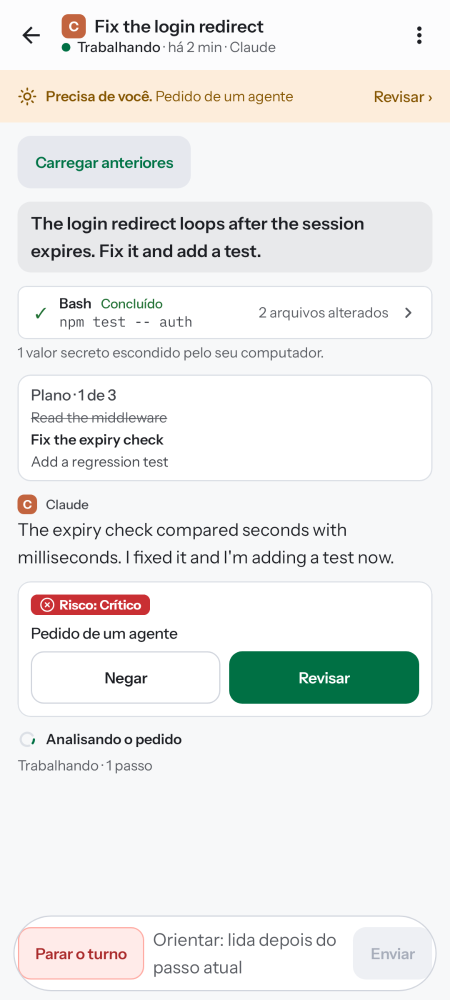 C Fix the login redirect
Trabalhando · há 2 min · Claude
Precisa de você. Pedido de um agente Revisar ›
Carregar anteriores
The login redirect loops after the session
expires. Fix it and add a test.
✓ Bash Concluído
npm test -- auth
2 arquivos alterados
1 valor secreto escondido pelo seu computador.
Plano · 1 de 3
Read the middleware
Fix the expiry check
Add a regression test
C Claude
The expiry check compared seconds with
milliseconds. I fixed it and I'm adding a test now.
Risco: Crítico
Pedido de um agente
Negar Revisar
Analisando o pedido
Trabalhando · 1 passo
Parar o turno
Orientar: lida depois do
passo atual
Enviar